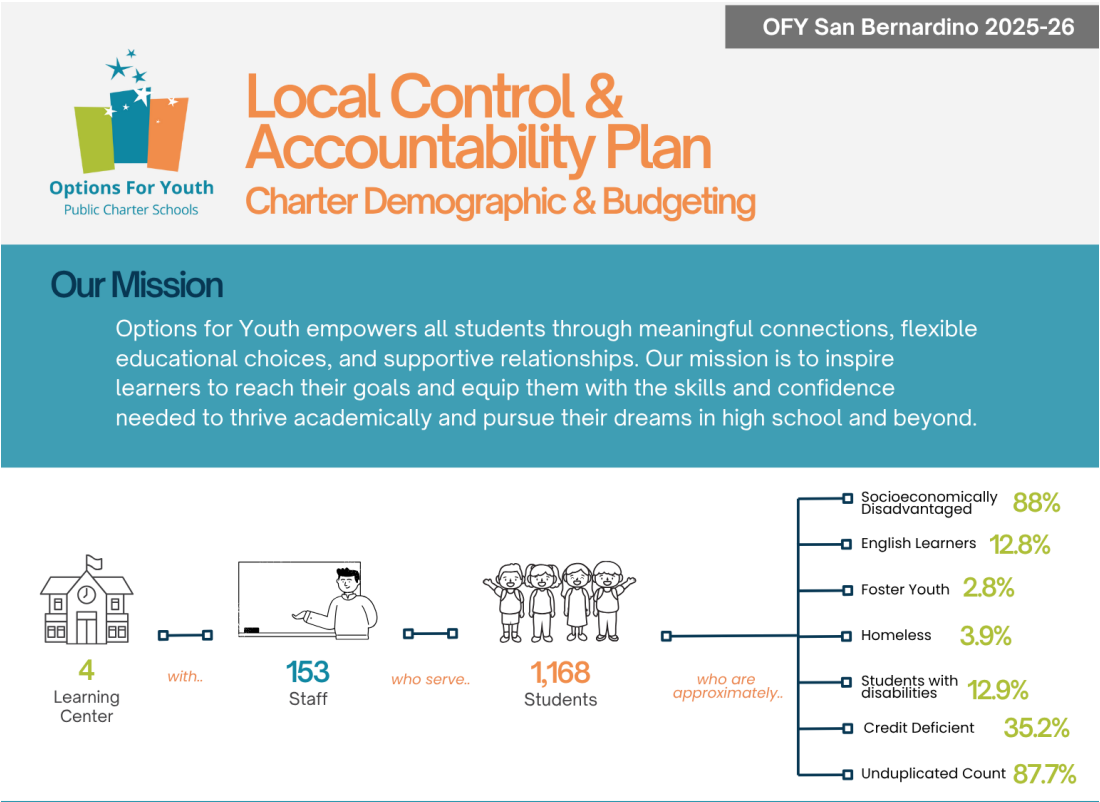 OFY San Bernardino 2025-26
Options For Youth
Public Charter Schools
Local Control &
Accountability Plan
Charter Demographic & Budgeting
Our Mission
Options for Youth empowers all students through meaningful connections, flexible
educational choices, and supportive relationships. Our mission is to inspire
learners to reach their goals and equip them with the skills and confidence
needed to thrive academically and pursue their dreams in high school and beyond.
4
Learning
Center
with..
153
Staff
who serve..
1,168
Students
who are
approximately..
Socioeconomically
Disadvantaged
88%
English Learners 12.8%
Foster Youth 2.8%
Homeless 3.9%
Students with
disabilities
12.9%
Credit Deficient 35.2%
Unduplicated Count 87.7%